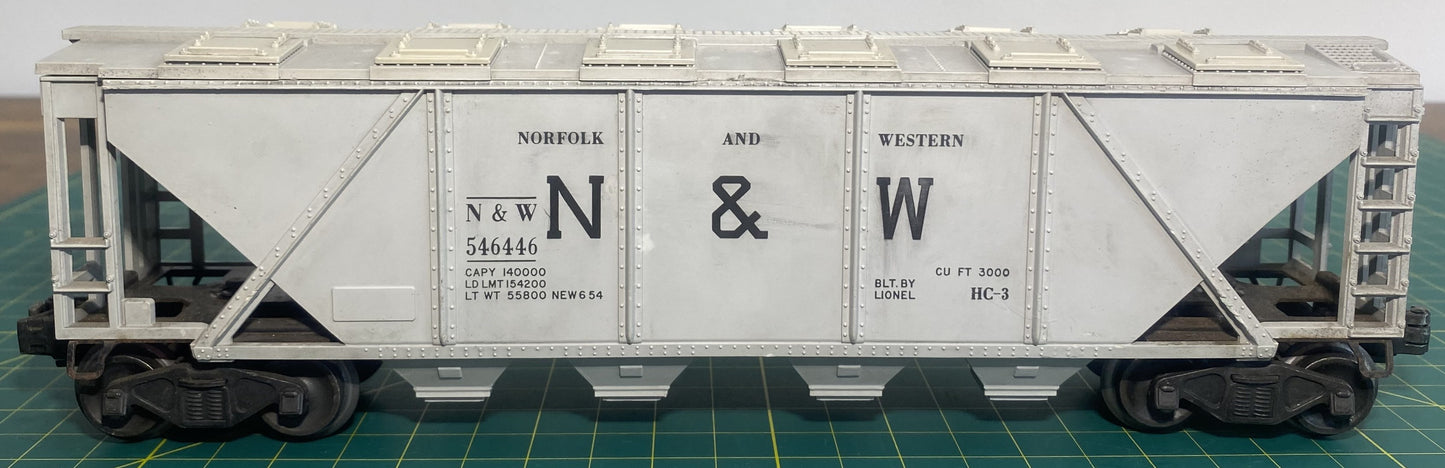 NORFOLK AND WESTERN
N & W
N & W
546446
CAPY 140000
LD LMT 154200
LT WT 55800 NEW 6 54
CU FT 3000
BLT. BY
LIONEL HC-3